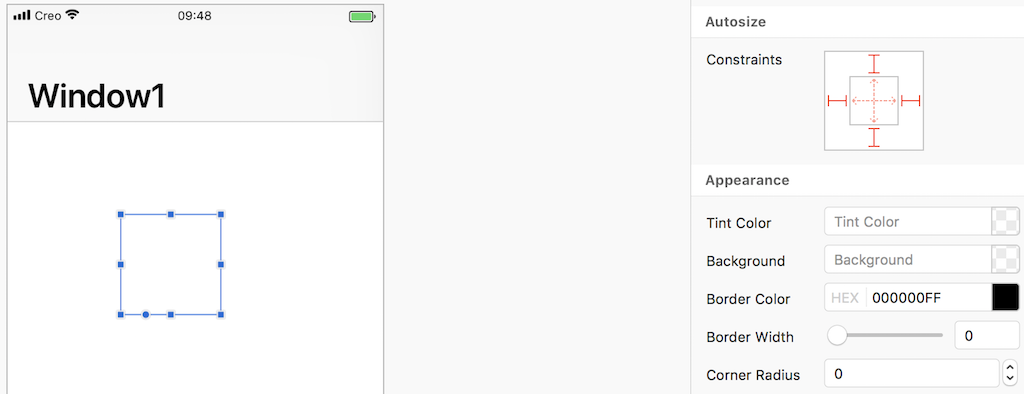 Creo 09:48
Window1
Autosize
Constraints
Appearance
Tint Color Tint Color
Background Background
Border Color HEX 000000FF
Border Width 0
Corner Radius 0